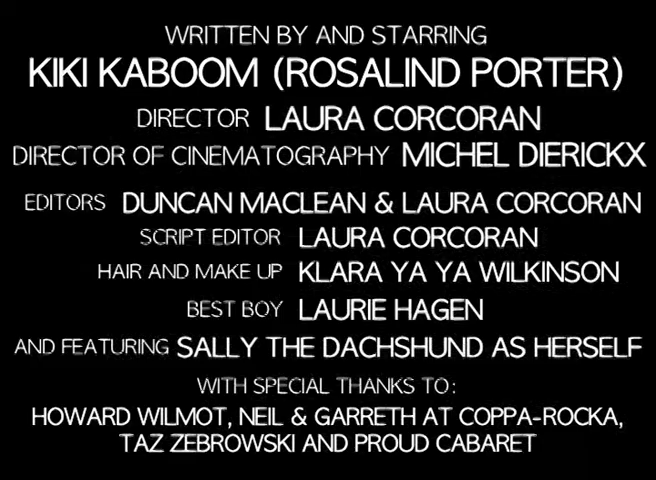 WRITTEN BY AND STARRING
KIKI KABOOM (ROSALIND PORTER)
DIRECTOR LAURA CORCORAN
DIRECTOR OF CINEMATOGRAPHY MICHEL DIERICKX
EDITORS DUNCAN MACLEAN & LAURA CORCORAN
SCRIPT EDITOR LAURA CORCORAN
HAIR AND MAKE UP KLARA YA YA WILKINSON
BEST BOY LAURIE HAGEN
AND FEATURING SALLY THE DACHSHUND AS HERSELF
WITH SPECIAL THANKS TO:
HOWARD WILMOT, NEIL & GARRETH AT COPPA-ROCKA,
TAZ ZEBROWSKI AND PROUD CABARET